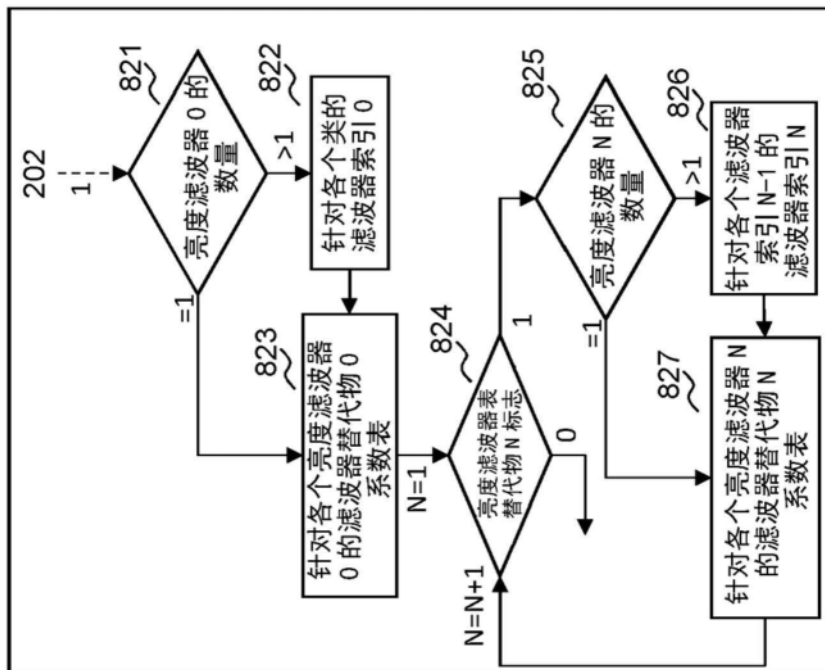 202
1
821
亮度滤波器 0 的
数量
>1
=1
822
针对各个类的
滤波器索引 0
823
针对各个亮度滤波器
0 的滤波器替代物 0
系数表
N=1
824
亮度滤波器表
替代物 N 标志
1
0
825
亮度滤波器 N 的
数量
>1
=1
826
针对各个滤波器
索引 N-1 的
滤波器索引 N
827
针对各个亮度滤波器 N
的滤波器替代物 N
系数表
N=N+1